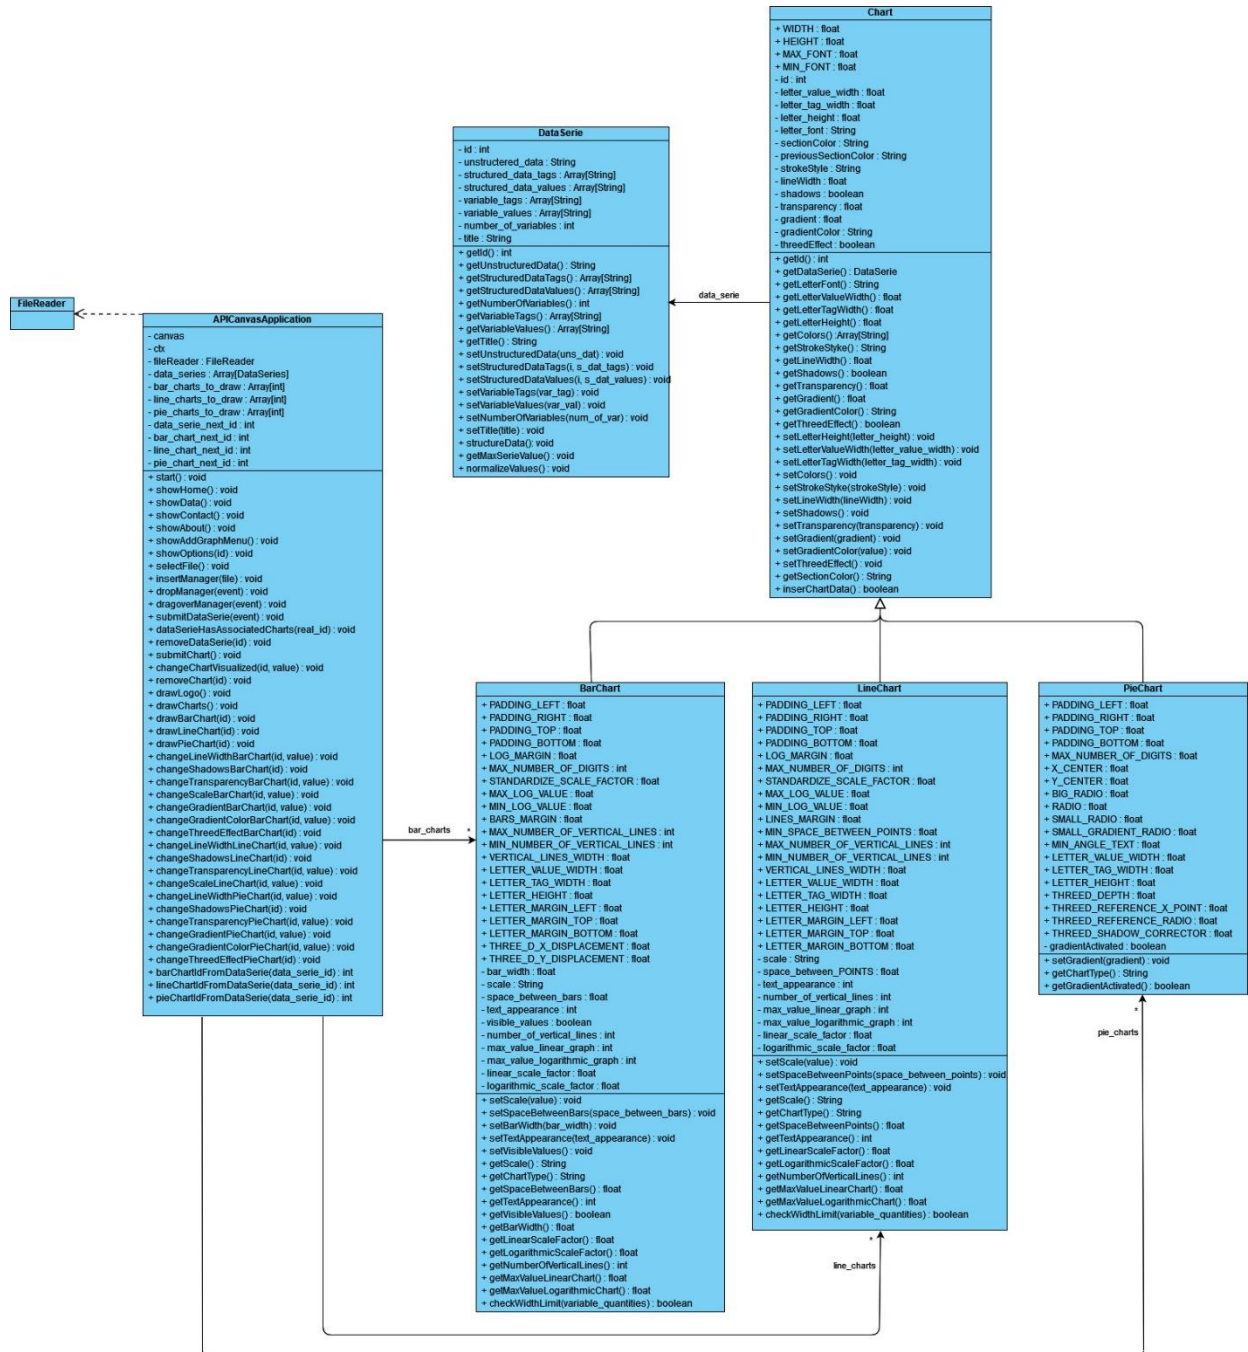 Chart
+ WIDTH : float
+ HEIGHT : float
+ MAX_FONT : float
+ MIN_FONT : float
- id : int
- letter_value_width : float
- letter_tag_width : float
- letter_height : float
- letter_font : String
- sectionColor : String
- previousSectionColor : String
- strokeStyle : String
- lineWidth : float
- shadows : boolean
- transparency : float
- gradient : float
- gradientColor : String
- threedEffect : boolean
+ getId() : int
+ getDataSerie() : DataSerie
+ getLetterFont() : String
+ getLetterValueWidth() : float
+ getLetterTagWidth() : float
+ getLetterHeight() : float
+ getColors() :Array[String]
+ getStrokeStyke() : String
+ getLineWidth() : float
+ getShadows() : boolean
+ getTransparency() : float
+ getGradient() : float
+ getGradientColor() : String
+ getThreedEffect() : boolean
+ setLetterHeight(letter_height) : void
+ setLetterValueWidth(letter_value_width) : void
+ setLetterTagWidth(letter_tag_width) : void
+ setColors() : void
+ setStrokeStyke(strokeStyle) : void
+ setLineWidth(lineWidth) : void
+ setShadows() : void
+ setTransparency(transparency) : void
+ setGradient(gradient) : void
+ setGradientColor(value) : void
+ setThreedEffect() : void
+ getSectionColor() : String
+ inserChartData() : boolean
DataSerie
- id : int
- unstructered_data : String
- structured_data_tags : Array[String]
- structured_data_values : Array[String]
- variable_tags : Array[String]
- variable_values : Array[String]
- number_of_variables : int
- title : String
+ getId() : int
+ getUnstructuredData() : String
+ getStructuredDataTags() : Array[String]
+ getStructuredDataValues() : Array[String]
+ getNumberOfVariables() : int
+ getVariableTags() : Array[String]
+ getVariableValues() : Array[String]
+ getTitle() : String
+ setUnstructuredData(uns_dat) : void
+ setStructuredDataTags(i, s_dat_tags) : void
+ setStructuredDataValues(i, s_dat_values) : void
+ setVariableTags(var_tag) : void
+ setVariableValues(var_val) : void
+ setNumberOfVariables(num_of_var) : void
+ setTitle(title) : void
+ structureData(): void
+ getMaxSerieValue() : void
+ normalizeValues() : void
data_serie
FileReader
APICanvasApplication
- canvas
- ctx
- fileReader : FileReader
- data_series : Array[DataSeries]
- bar_charts_to_draw : Array[int]
- line_charts_to_draw : Array[int]
- pie_charts_to_draw : Array[int]
- data_serie_next_id : int
- bar_chart_next_id : int
- line_chart_next_id : int
- pie_chart_next_id : int
+ start() : void
+ showHome() : void
+ showData() : void
+ showContact() : void
+ showAbout() : void
+ showAddGraphMenu() : void
+ showOptions(id) : void
+ selectFile() : void
+ insertManager(file) : void
+ dropManager(event) : void
+ dragoverManager(event) : void
+ submitDataSerie(event) : void
+ dataSerieHasAssociatedCharts(real_id) : void
+ removeDataSerie(id) : void
+ submitChart() : void
+ changeChartVisualized(id, value) : void
+ removeChart(id) : void
+ drawLogo() : void
+ drawCharts() : void
+ drawBarChart(id) : void
+ drawLineChart(id) : void
+ drawPieChart(id) : void
+ changeLineWidthBarChart(id, value) : void
+ changeShadowsBarChart(id) : void
+ changeTransparencyBarChart(id, value) : void
+ changeScaleBarChart(id, value) : void
+ changeGradientBarChart(id, value) : void
+ changeGradientColorBarChart(id, value) : void
+ changeThreedEffectBarChart(id) : void
+ changeLineWidthLineChart(id, value) : void
+ changeShadowsLineChart(id) : void
+ changeTransparencyLineChart(id, value) : void
+ changeScaleLineChart(id, value) : void
+ changeLineWidthPieChart(id, value) : void
+ changeShadowsPieChart(id) : void
+ changeTransparencyPieChart(id, value) : void
+ changeGradientPieChart(id, value) : void
+ changeGradientColorPieChart(id, value) : void
+ changeThreedEffectPieChart(id) : void
+ barChartIdFromDataSerie(data_serie_id) : int
+ lineChartIdFromDataSerie(data_serie_id) : int
+ pieChartIdFromDataSerie(data_serie_id) : int
bar_charts *
BarChart
+ PADDING_LEFT : float
+ PADDING_RIGHT : float
+ PADDING_TOP : float
+ PADDING_BOTTOM : float
+ LOG_MARGIN : float
+ MAX_NUMBER_OF_DIGITS : int
+ STANDARDIZE_SCALE_FACTOR : float
+ MAX_LOG_VALUE : float
+ MIN_LOG_VALUE : float
+ BARS_MARGIN : float
+ MAX_NUMBER_OF_VERTICAL_LINES : int
+ MIN_NUMBER_OF_VERTICAL_LINES : int
+ VERTICAL_LINES_WIDTH : float
+ LETTER_VALUE_WIDTH : float
+ LETTER_TAG_WIDTH : float
+ LETTER_HEIGHT : float
+ LETTER_MARGIN_LEFT : float
+ LETTER_MARGIN_TOP : float
+ LETTER_MARGIN_BOTTOM : float
+ THREE_D_X_DISPLACEMENT : float
+ THREE_D_Y_DISPLACEMENT : float
- bar_width : float
- scale : String
- space_between_bars : float
- text_appearance : int
- visible_values : boolean
- number_of_vertical_lines : int
- max_value_linear_graph : int
- max_value_logarithmic_graph : int
- linear_scale_factor : float
- logarithmic_scale_factor : float
+ setScale(value) : void
+ setSpaceBetweenBars(space_between_bars) : void
+ setBarWidth(bar_width) : void
+ setTextAppearance(text_appearance) : void
+ setVisibleValues() : void
+ getScale() : String
+ getChartType() : String
+ getSpaceBetweenBars() : float
+ getTextAppearance() : int
+ getVisibleValues() : boolean
+ getBarWidth() : float
+ getLinearScaleFactor() : float
+ getLogarithmicScaleFactor() : float
+ getNumberOfVerticalLines() : int
+ getMaxValueLinearChart() : float
+ getMaxValueLogarithmicChart() : float
+ checkWidthLimit(variable_quantities) : boolean
LineChart
+ PADDING_LEFT : float
+ PADDING_RIGHT : float
+ PADDING_TOP : float
+ PADDING_BOTTOM : float
+ LOG_MARGIN : float
+ MAX_NUMBER_OF_DIGITS : int
+ STANDARDIZE_SCALE_FACTOR : float
+ MAX_LOG_VALUE : float
+ MIN_LOG_VALUE : float
+ LINES_MARGIN : float
+ MIN_SPACE_BETWEEN_POINTS : float
+ MAX_NUMBER_OF_VERTICAL_LINES : int
+ MIN_NUMBER_OF_VERTICAL_LINES : int
+ VERTICAL_LINES_WIDTH : float
+ LETTER_VALUE_WIDTH : float
+ LETTER_TAG_WIDTH : float
+ LETTER_HEIGHT : float
+ LETTER_MARGIN_LEFT : float
+ LETTER_MARGIN_TOP : float
+ LETTER_MARGIN_BOTTOM : float
- scale : String
- space_between_POINTS : float
- text_appearance : int
- number_of_vertical_lines : int
- max_value_linear_graph : int
- max_value_logarithmic_graph : int
- linear_scale_factor : float
- logarithmic_scale_factor : float
+ setScale(value) : void
+ setSpaceBetweenPoints(space_between_points) : void
+ setTextAppearance(text_appearance) : void
+ getScale() : String
+ getChartType() : String
+ getSpaceBetweenPoints() : float
+ getTextAppearance() : int
+ getLinearScaleFactor() : float
+ getLogarithmicScaleFactor() : float
+ getNumberOfVerticalLines() : int
+ getMaxValueLinearChart() : float
+ getMaxValueLogarithmicChart() : float
+ checkWidthLimit(variable_quantities) : boolean
*
line_charts
PieChart
+ PADDING_LEFT : float
+ PADDING_RIGHT : float
+ PADDING_TOP : float
+ PADDING_BOTTOM : float
+ MAX_NUMBER_OF_DIGITS : float
+ X_CENTER : float
+ Y_CENTER : float
+ BIG_RADIO : float
+ RADIO : float
+ SMALL_RADIO : float
+ SMALL_GRADIENT_RADIO : float
+ MIN_ANGLE_TEXT : float
+ LETTER_VALUE_WIDTH : float
+ LETTER_TAG_WIDTH : float
+ LETTER_HEIGHT : float
+ THREED_DEPTH : float
+ THREED_REFERENCE_X_POINT : float
+ THREED_REFERENCE_RADIO : float
+ THREED_SHADOW_CORRECTOR : float
- gradientActivated : boolean
+ setGradient(gradient) : void
+ getChartType() : String
+ getGradientActivated() : boolean
*
pie_charts